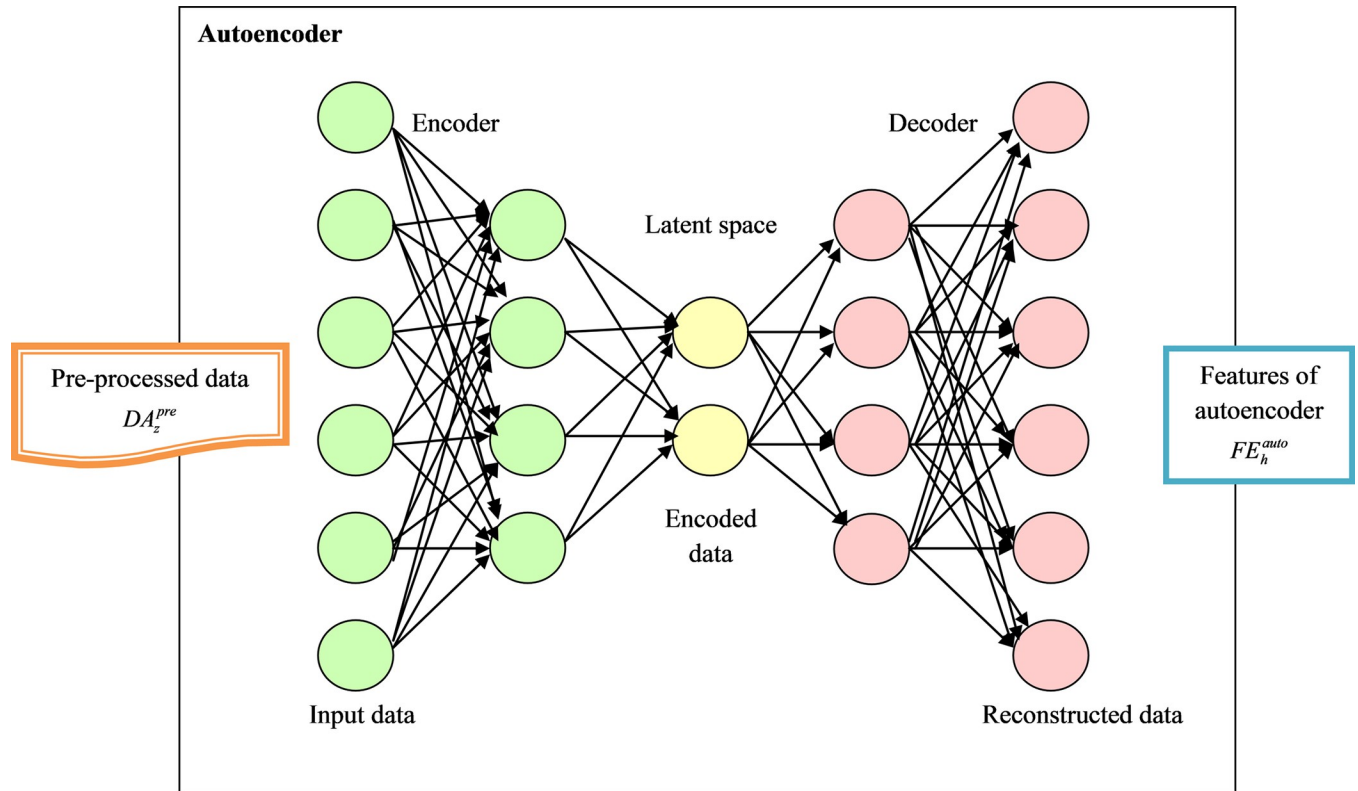 Autoencoder
Encoder
Decoder
Latent space
Pre-processed data
DA_z^{pre}
Features of
autoencoder
FE_h^{auto}
Encoded
data
Input data
Reconstructed data